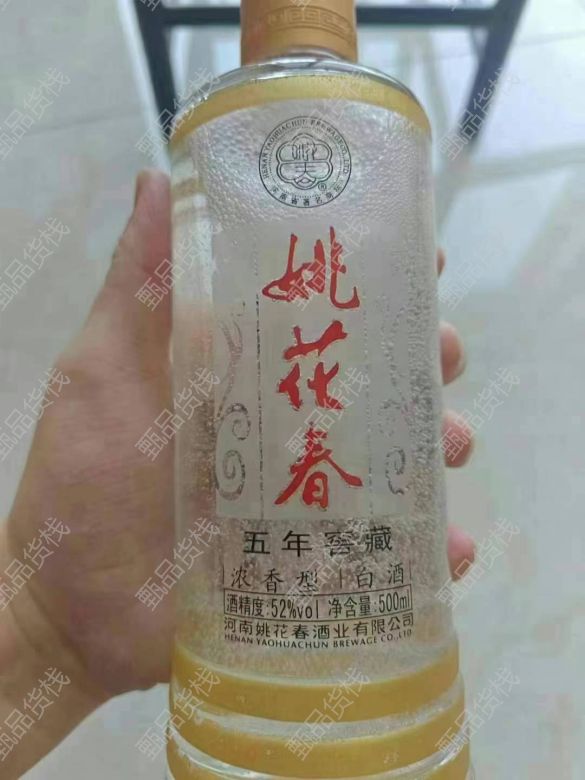 HENAN YAOHUACHUN BREWAGE CO.,LTD.
姚花春
五年窖藏
浓香型 白酒
酒精度:52%vol 净含量:500ml
河南姚花春酒业有限公司
HENAN YAOHUACHUN BREWAGE CO.,LTD
甄品货栈